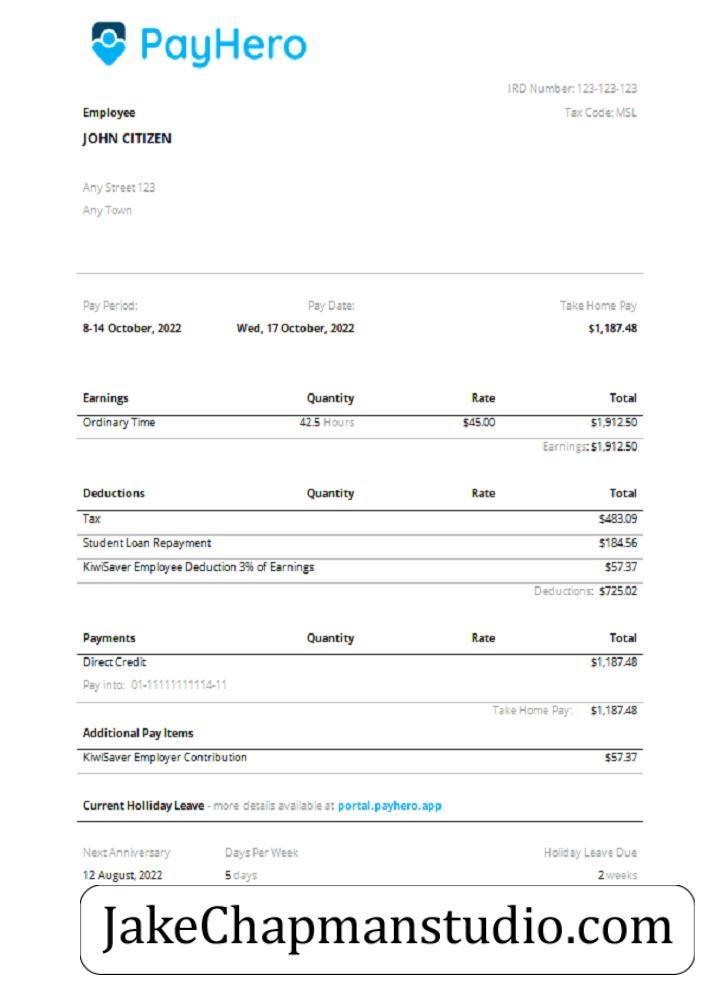 PayHero
IRD Number: 123-123-123
Employee Tax Code: MSL
JOHN CITIZEN
Any Street 123
Any Town
Pay Period: Pay Date: Take Home Pay
8-14 October, 2022 Wed, 17 October, 2022 $1,187.48
Earnings Quantity Rate Total
Ordinary Time 42.5 Hours $45.00 $1,912.50
Earnings: $1,912.50
Deductions Quantity Rate Total
Tax $483.09
Student Loan Repayment $184.56
KiwiSaver Employee Deduction 3% of Earnings $57.37
Deductions: $725.02
Payments Quantity Rate Total
Direct Credit $1,187.48
Pay into: 01-11111111114-11
Take Home Pay: $1,187.48
Additional Pay Items
KiwiSaver Employer Contribution $57.37
Current Holliday Leave - more details available at portal.payhero.app
Next Anniversary Days Per Week Holiday Leave Due
12 August, 2022 5 days 2 weeks
JakeChapmanstudio.com